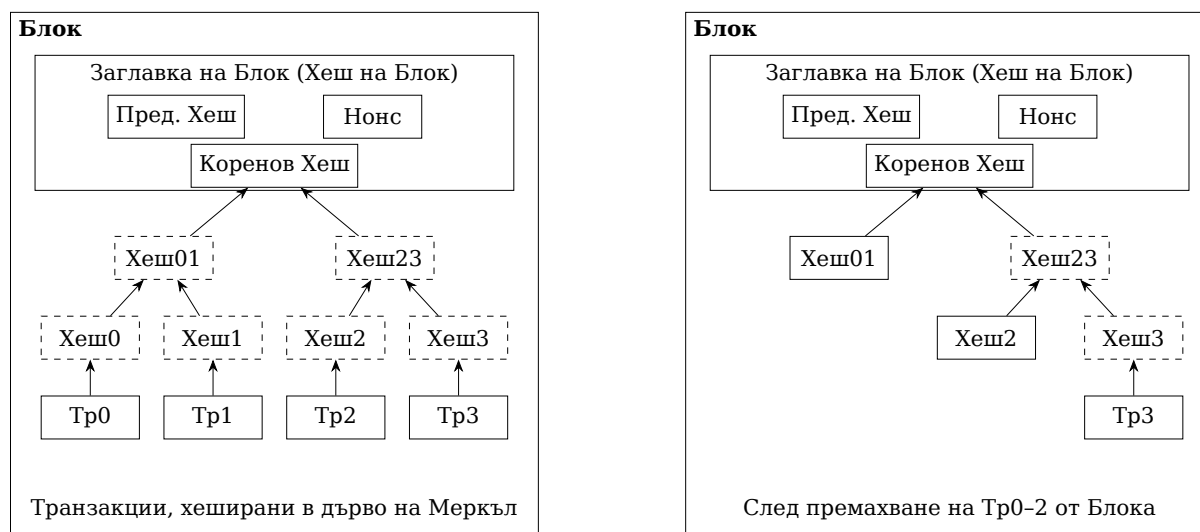 Блок
Заглавка на Блок (Хеш на Блок)
Пред. Хеш
Нонс
Коренов Хеш
Хеш01
Хеш23
Хеш0
Хеш1
Хеш2
Хеш3
Тр0
Тр1
Тр2
Тр3
Транзакции, хеширани в дърво на Меркъл
Блок
Заглавка на Блок (Хеш на Блок)
Пред. Хеш
Нонс
Коренов Хеш
Хеш01
Хеш23
Хеш2
Хеш3
Тр3
След премахване на Тр0–2 от Блока